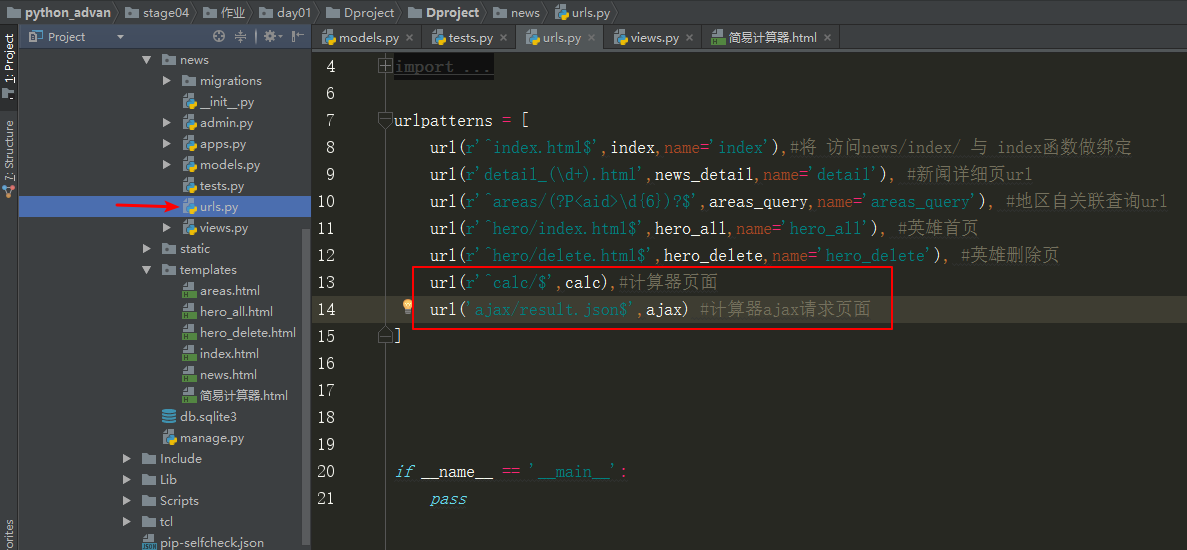 python_advan stage04 作业 day01 Dproject Dproject news urls.py
Project
models.py tests.py urls.py views.py 简易计算器.html
1: Project
7: Structure
orites
news
migrations
__init__.py
admin.py
apps.py
models.py
tests.py
urls.py
views.py
static
templates
areas.html
hero_all.html
hero_delete.html
index.html
news.html
简易计算器.html
db.sqlite3
manage.py
Include
Lib
Scripts
tcl
pip-selfcheck.json
4 import ...
6
7 urlpatterns = [
8 url(r'^index.html$',index,name='index'),#将 访问news/index/ 与 index函数做绑定
9 url(r'detail_(\d+).html',news_detail,name='detail'), #新闻详细页url
10 url(r'^areas/(?P<aid>\d{6})?$',areas_query,name='areas_query'), #地区自关联查询url
11 url(r'^hero/index.html$',hero_all,name='hero_all'), #英雄首页
12 url(r'^hero/delete.html$',hero_delete,name='hero_delete'), #英雄删除页
13 url(r'^calc/$',calc),#计算器页面
14 url('ajax/result.json$',ajax) #计算器ajax请求页面
15 ]
16
17
18
19
20 if __name__ == '__main__':
21 pass